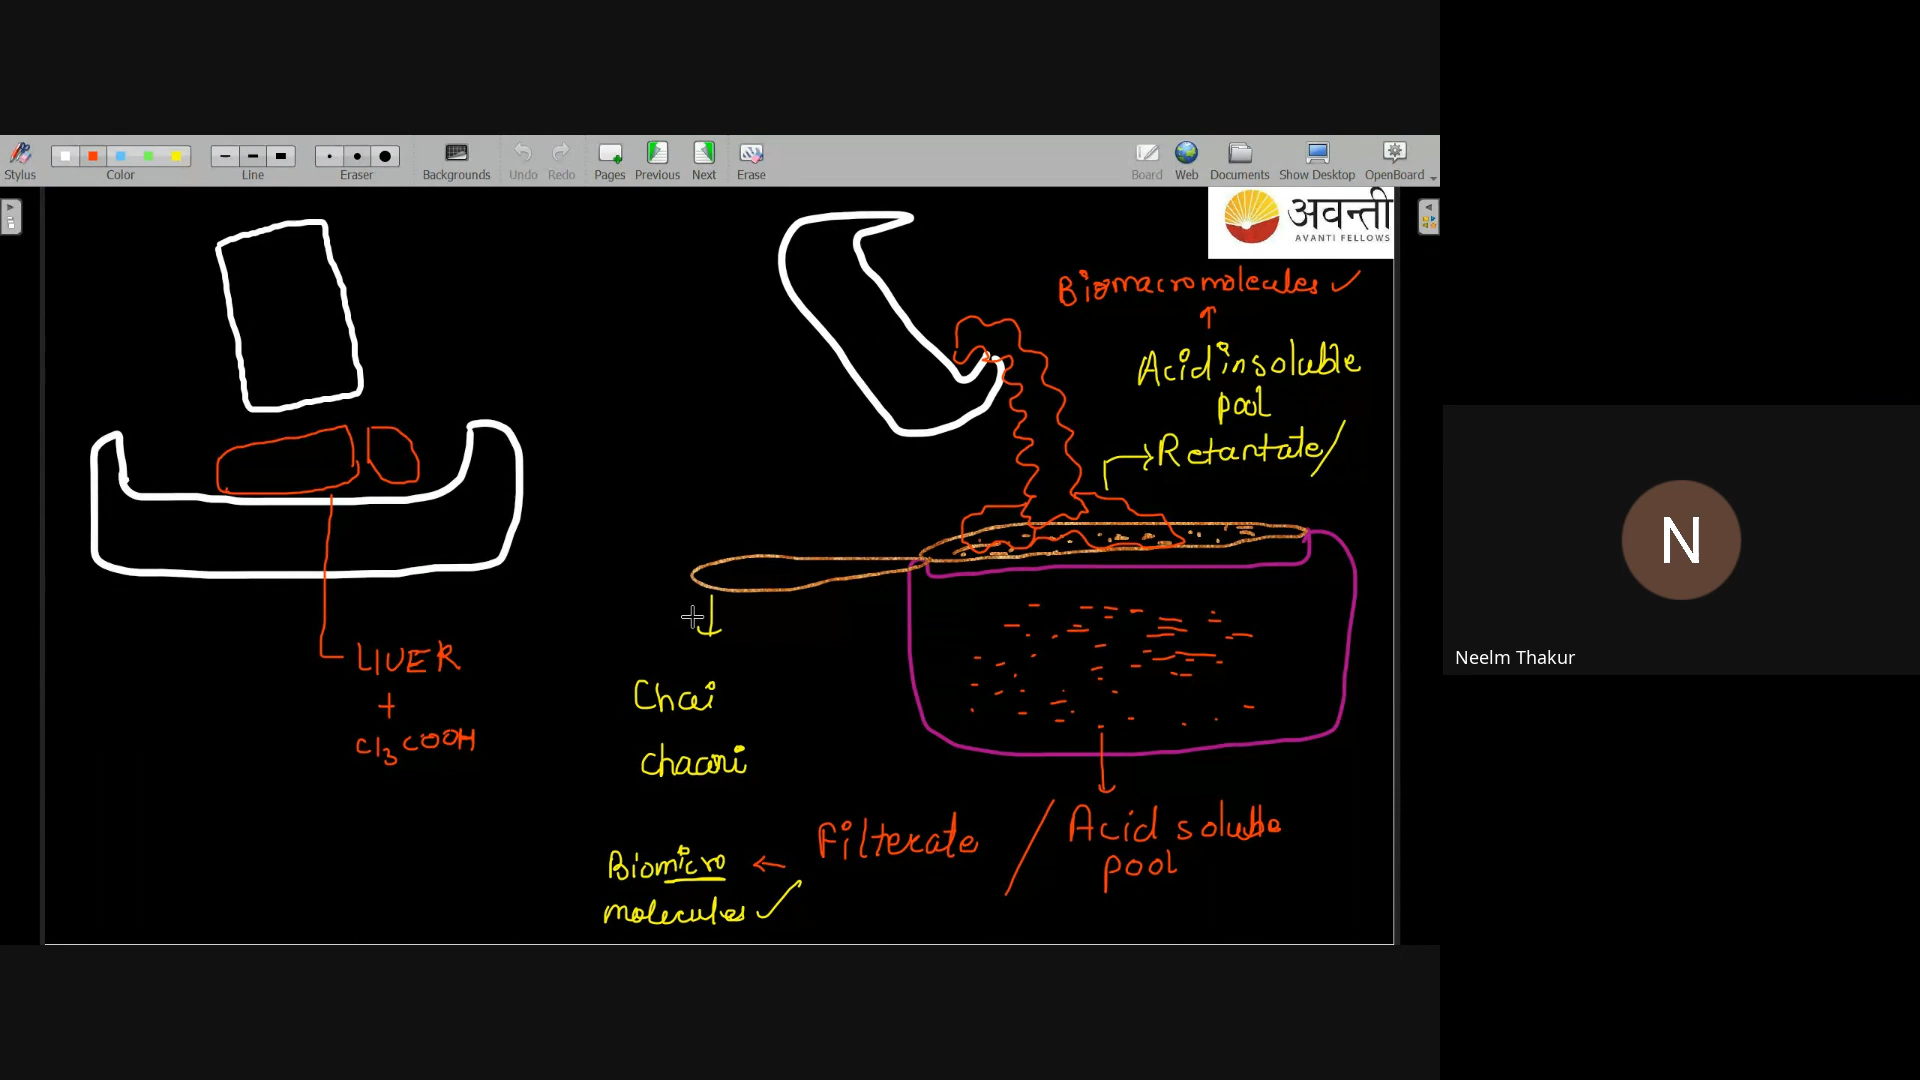 Stylus
Color
Line
Eraser
Backgrounds
Undo
Redo
Pages
Previous
Next
Erase
Board
Web
Documents
Show Desktop
OpenBoard
अवन्ती
AVANTI FELLOWS
Biomacromolecules ✓
↑
Acid insoluble
pool
→ Retantate/
LIVER
+
Cl3COOH
Chai
Filterate / Acid soluble
pool
Biomicro ←
molecules ✓
N
Neelm Thakur